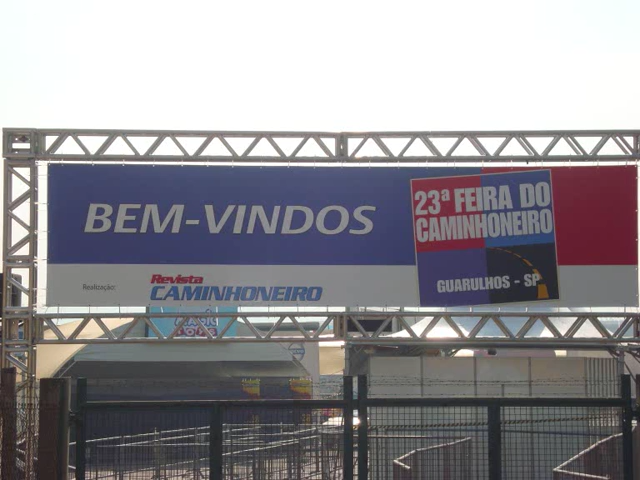 BEM-VINDOS
23ª FEIRA DO
CAMINHONEIRO
GUARULHOS - SP
Realização:
Revista
CAMINHONEIRO